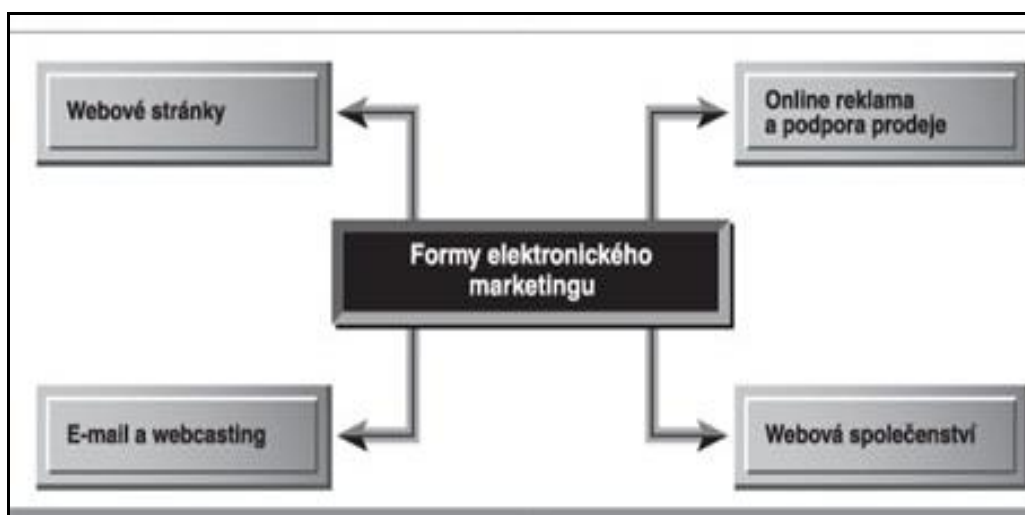 Webové stránky
Online reklama
a podpora prodeje
Formy elektronického
marketingu
E-mail a webcasting
Webová společenství